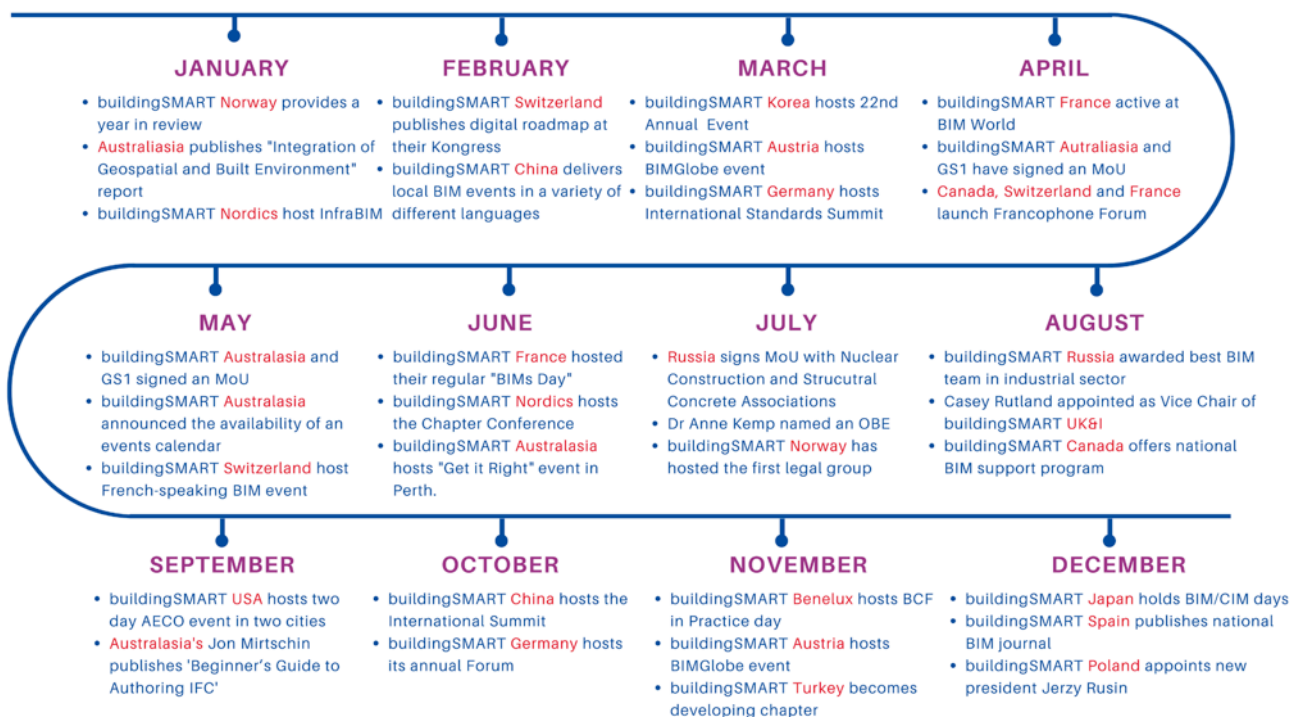 JANUARY
• buildingSMART Norway provides a
year in review
• Australiasia publishes "Integration of
Geospatial and Built Environment"
report
• buildingSMART Nordics host InfraBIM
FEBRUARY
• buildingSMART Switzerland
publishes digital roadmap at
their Kongress
• buildingSMART China delivers
local BIM events in a variety of
different languages
MARCH
• buildingSMART Korea hosts 22nd
Annual Event
• buildingSMART Austria hosts
BIMGlobe event
• buildingSMART Germany hosts
International Standards Summit
APRIL
• buildingSMART France active at
BIM World
• buildingSMART Autraliasia and
GS1 have signed an MoU
• Canada, Switzerland and France
launch Francophone Forum
MAY
• buildingSMART Australasia and
GS1 signed an MoU
• buildingSMART Australasia
announced the availability of an
events calendar
• buildingSMART Switzerland host
French-speaking BIM event
JUNE
• buildingSMART France hosted
their regular "BIMs Day"
• buildingSMART Nordics hosts
the Chapter Conference
• buildingSMART Australasia
hosts "Get it Right" event in
Perth.
JULY
• Russia signs MoU with Nuclear
Construction and Strucutral
Concrete Associations
• Dr Anne Kemp named an OBE
• buildingSMART Norway has
hosted the first legal group
AUGUST
• buildingSMART Russia awarded best BIM
team in industrial sector
• Casey Rutland appointed as Vice Chair of
buildingSMART UK&I
• buildingSMART Canada offers national
BIM support program
SEPTEMBER
• buildingSMART USA hosts two
day AECO event in two cities
• Australasia's Jon Mirtschin
publishes 'Beginner's Guide to
Authoring IFC'
OCTOBER
• buildingSMART China hosts the
International Summit
• buildingSMART Germany hosts
its annual Forum
NOVEMBER
• buildingSMART Benelux hosts BCF
in Practice day
• buildingSMART Austria hosts
BIMGlobe event
• buildingSMART Turkey becomes
developing chapter
DECEMBER
• buildingSMART Japan holds BIM/CIM days
• buildingSMART Spain publishes national
BIM journal
• buildingSMART Poland appoints new
president Jerzy Rusin